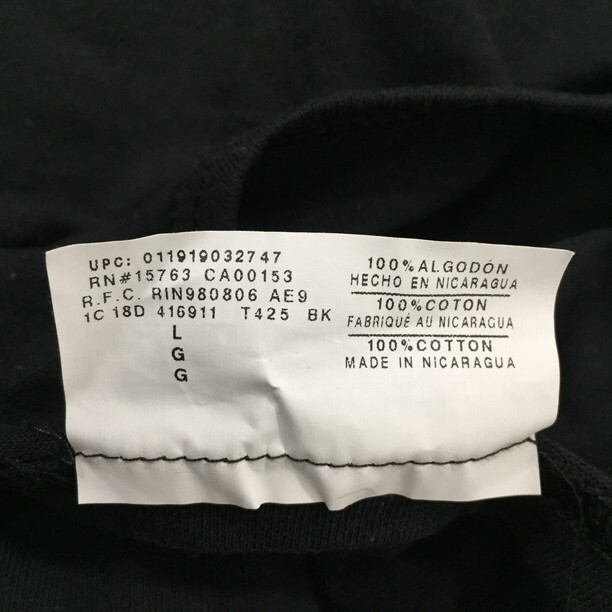 UPC: 011919032747
RN#15763 CA00153
R.F.C. RIN980806 AE9
1C 18D 416911 T425 BK
L
G
G
100%ALGODÓN
HECHO EN NICARAGUA
100%COTON
FABRIQUÉ AU NICARAGUA
100%COTTON
MADE IN NICARAGUA